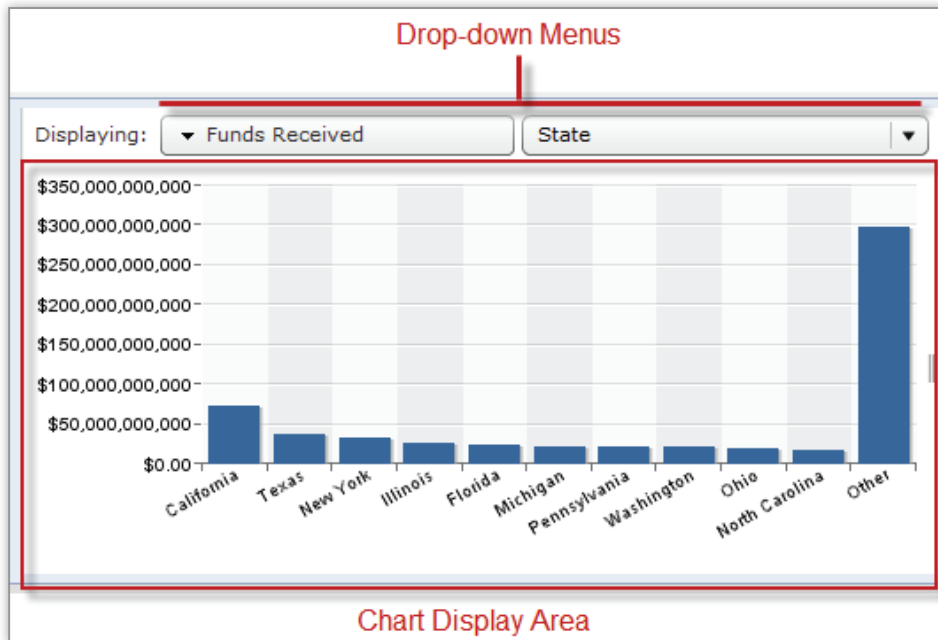 Drop-down Menus
Displaying: Funds Received State
$350,000,000,000
$300,000,000,000
$250,000,000,000
$200,000,000,000
$150,000,000,000
$100,000,000,000
$50,000,000,000
$0.00
California Texas New York Illinois Florida Michigan Pennsylvania Washington Ohio North Carolina Other
Chart Display Area